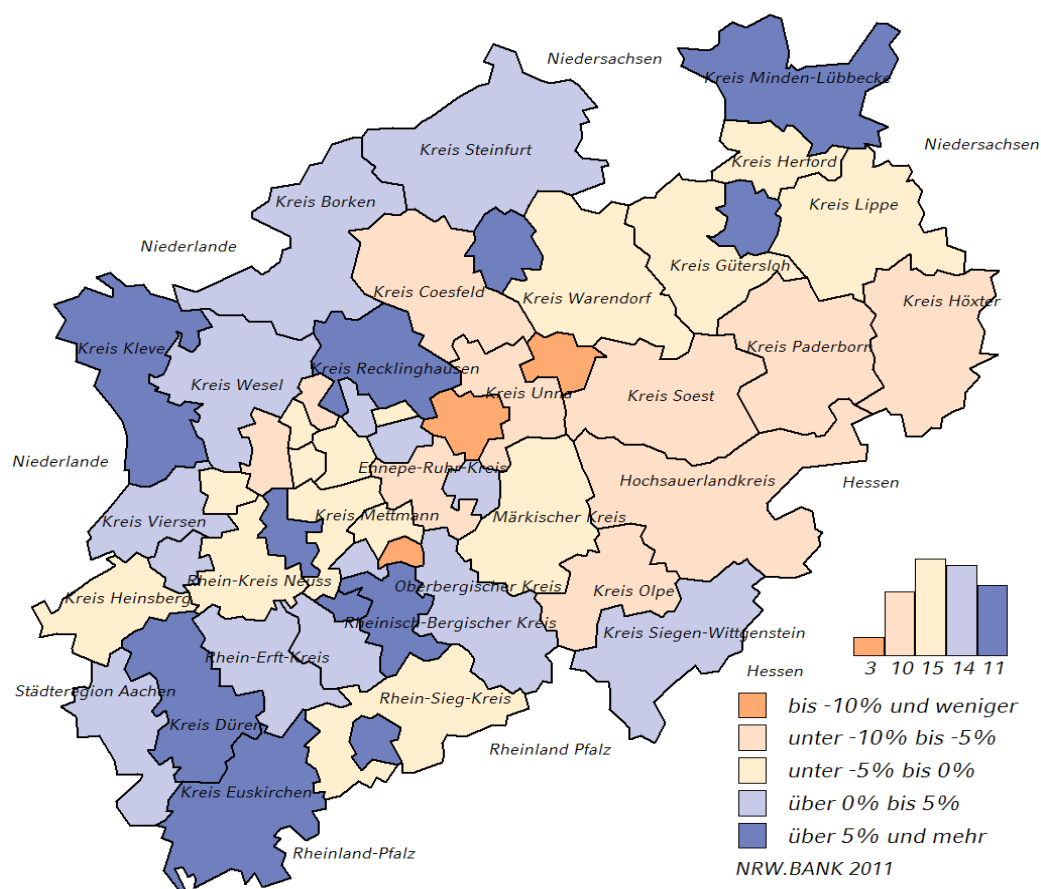 Niedersachsen
Kreis Minden-Lübbecke
Niedersachsen
Kreis Steinfurt
Kreis Herford
Kreis Borken
Kreis Lippe
Niederlande
Kreis Gütersloh
Kreis Coesfeld
Kreis Warendorf
Kreis Höxter
Kreis Kleve
Kreis Paderborn
Kreis Recklinghausen
Kreis Wesel
Kreis Unna
Kreis Soest
Niederlande
Ennepe-Ruhr-Kreis
Hochsauerlandkreis
Hessen
Kreis Viersen
Kreis Mettmann
Märkischer Kreis
Rhein-Kreis Neuss
Oberbergischer Kreis
Kreis Heinsberg
Kreis Olpe
Rheinisch-Bergischer Kreis
Kreis Siegen-Wittgenstein
Rhein-Erft-Kreis
Hessen
3 10 15 14 11
Städteregion Aachen
Rhein-Sieg-Kreis
Kreis Düren
Rheinland Pfalz
Kreis Euskirchen
Rheinland-Pfalz
bis -10% und weniger
unter -10% bis -5%
unter -5% bis 0%
über 0% bis 5%
über 5% und mehr
NRW.BANK 2011